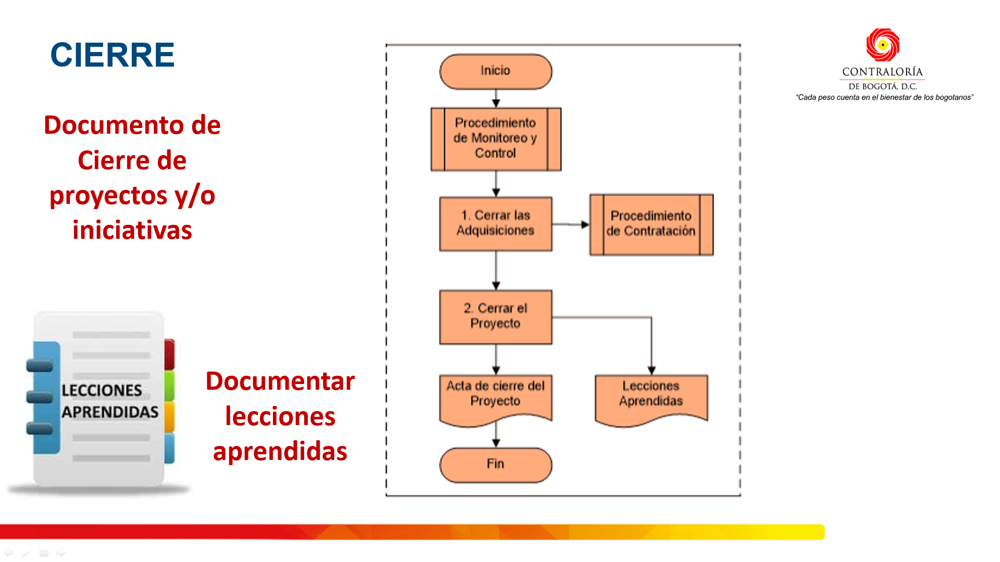 CIERRE
Documento de
Cierre de
proyectos y/o
iniciativas
LECCIONES
APRENDIDAS
Documentar
lecciones
aprendidas
Inicio
Procedimiento
de Monitoreo y
Control
1. Cerrar las
Adquisiciones
Procedimiento
de Contratación
2. Cerrar el
Proyecto
Acta de cierre del
Proyecto
Lecciones
Aprendidas
Fin
CONTRALORÍA
DE BOGOTÁ, D.C.
“Cada peso cuenta en el bienestar de los bogotanos”